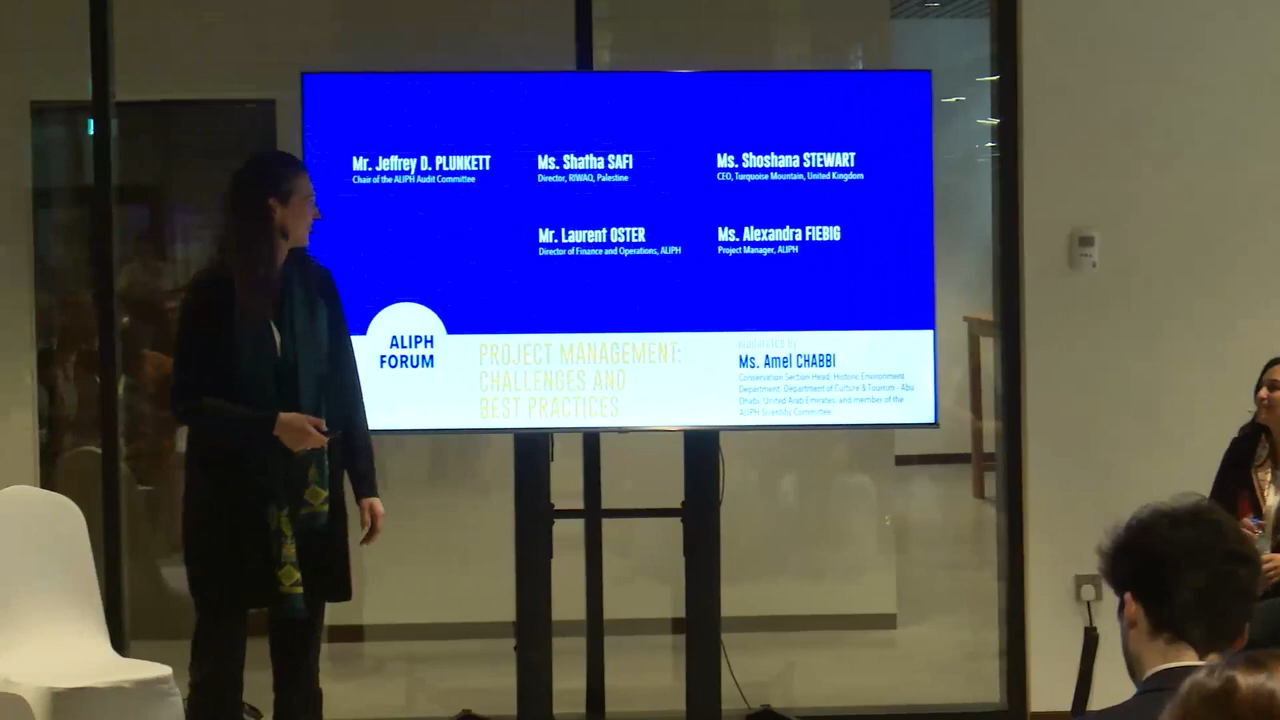 Mr. Jeffrey D. PLUNKETT
Chair of the ALIPH Audit Committee
Ms. Shatha SAFI
Director, RIWAQ, Palestine
Ms. Shoshana STEWART
CEO, Turquoise Mountain, United Kingdom
Mr. Laurent OSTER
Director of Finance and Operations, ALIPH
Ms. Alexandra FIEBIG
Project Manager, ALIPH
ALIPH
FORUM
PROJECT MANAGEMENT:
CHALLENGES AND
BEST PRACTICES
moderated by
Ms. Amel CHABBI
Conservation Section Head, Historic Environment
Department, Department of Culture & Tourism - Abu
Dhabi, United Arab Emirates, and member of the
ALIPH Scientific Committee